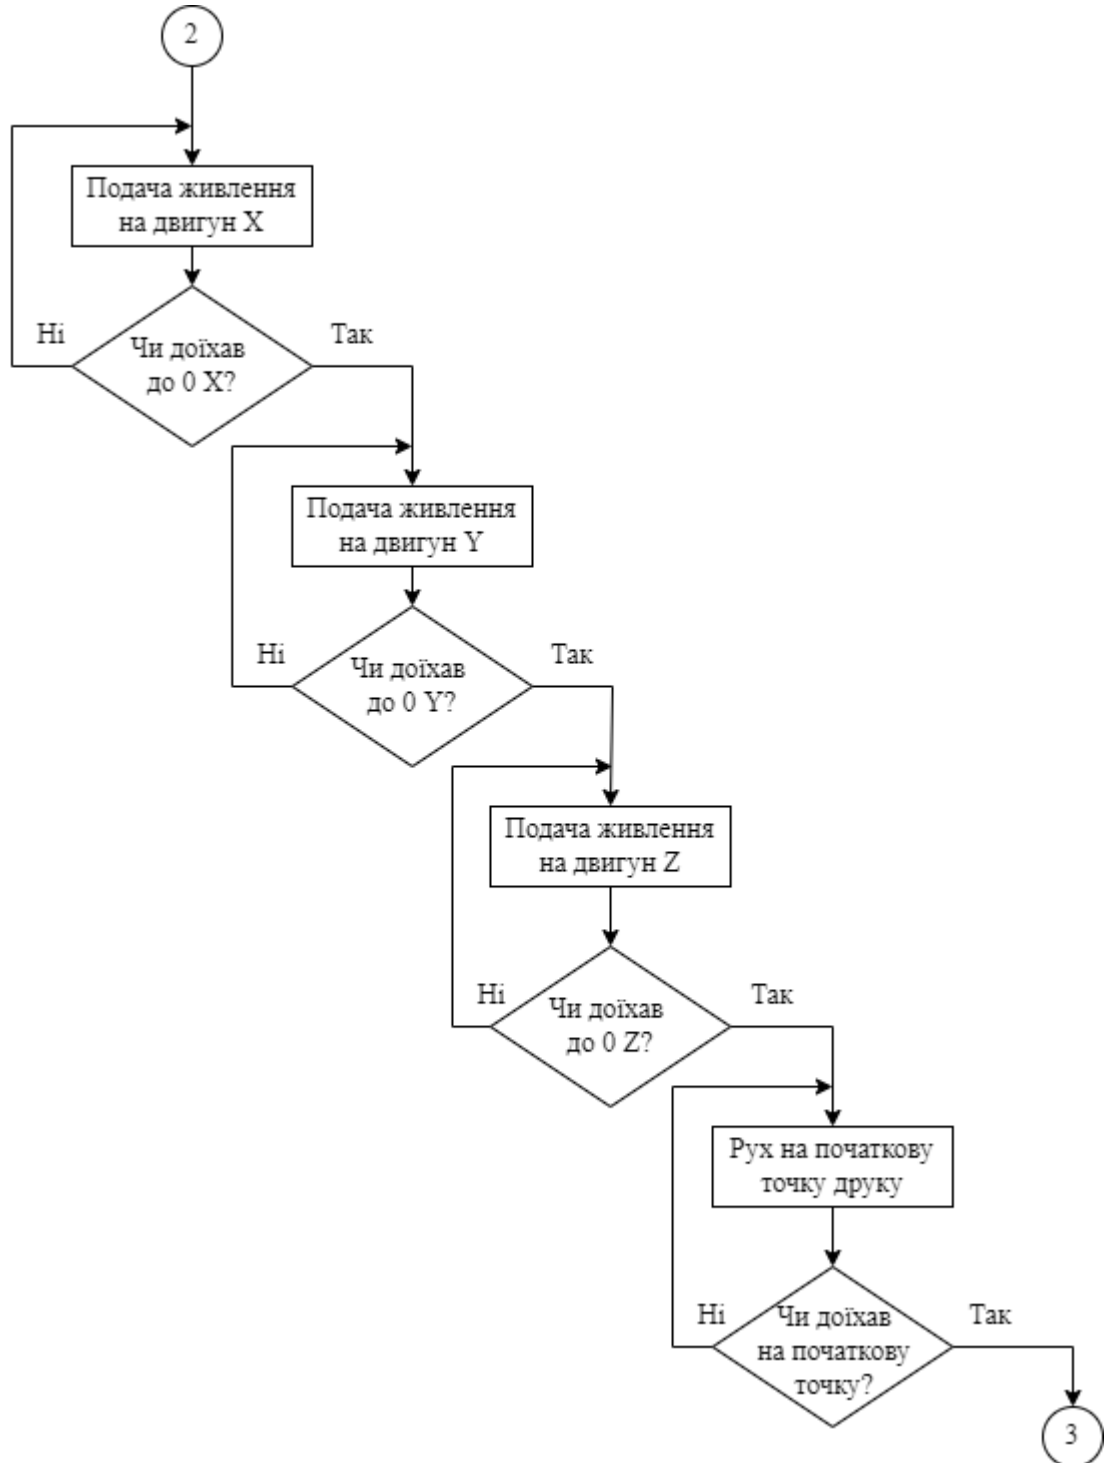 2
Подача живлення
на двигун X
Ні
Так
Чи доїхав
до 0 X?
Подача живлення
на двигун Y
Ні
Так
Чи доїхав
до 0 Y?
Подача живлення
на двигун Z
Ні
Так
Чи доїхав
до 0 Z?
Рух на початкову
точку друку
Ні
Так
Чи доїхав
на початкову
точку?
3